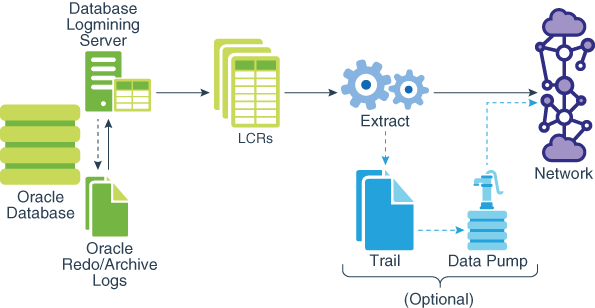 Database
Logmining
Server
LCRs
Extract
Network
Oracle
Database
Oracle
Redo/Archive
Logs
Trail
Data Pump
(Optional)